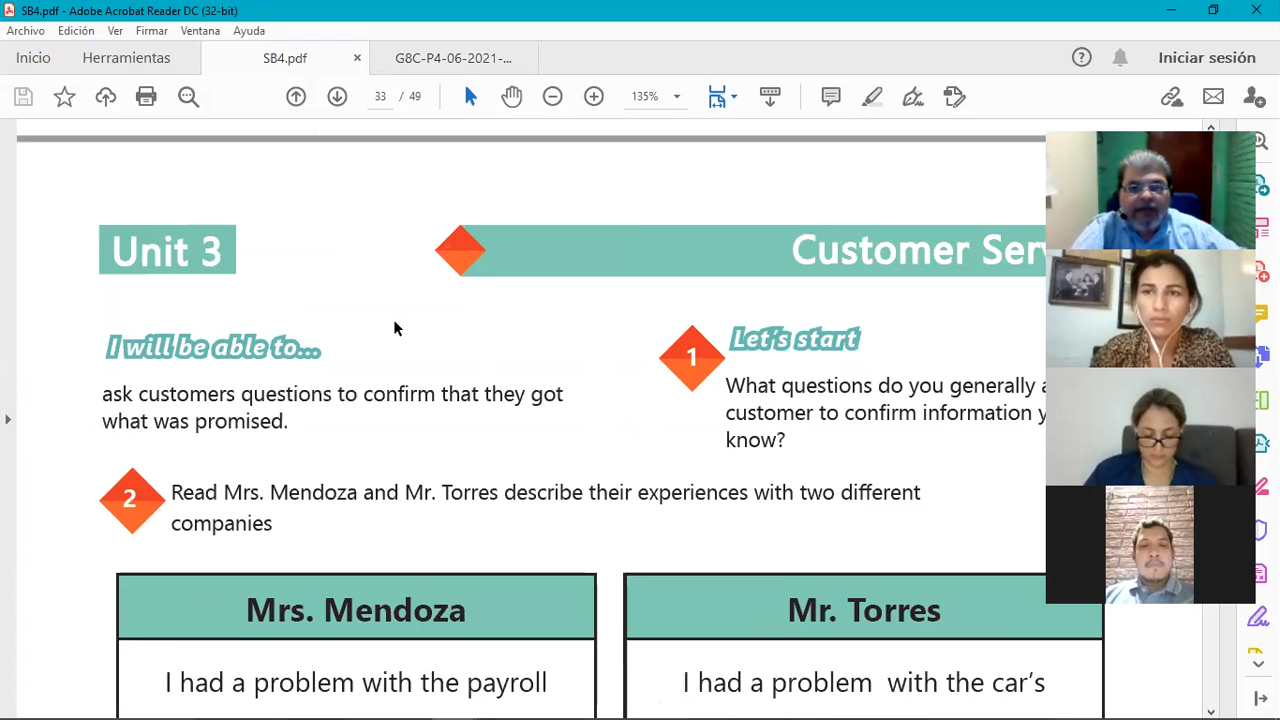 SB4.pdf - Adobe Acrobat Reader DC (32-bit)
Archivo Edición Ver Firmar Ventana Ayuda
Inicio Herramientas SB4.pdf × G8C-P4-06-2021-... Iniciar sesión
33 / 49 135%
Unit 3
Customer Ser
I will be able to...
ask customers questions to confirm that they got
what was promised.
1
Let's start
What questions do you generally
customer to confirm information
know?
2
Read Mrs. Mendoza and Mr. Torres describe their experiences with two different
companies
Mrs. Mendoza
I had a problem with the payroll
Mr. Torres
I had a problem with the car's